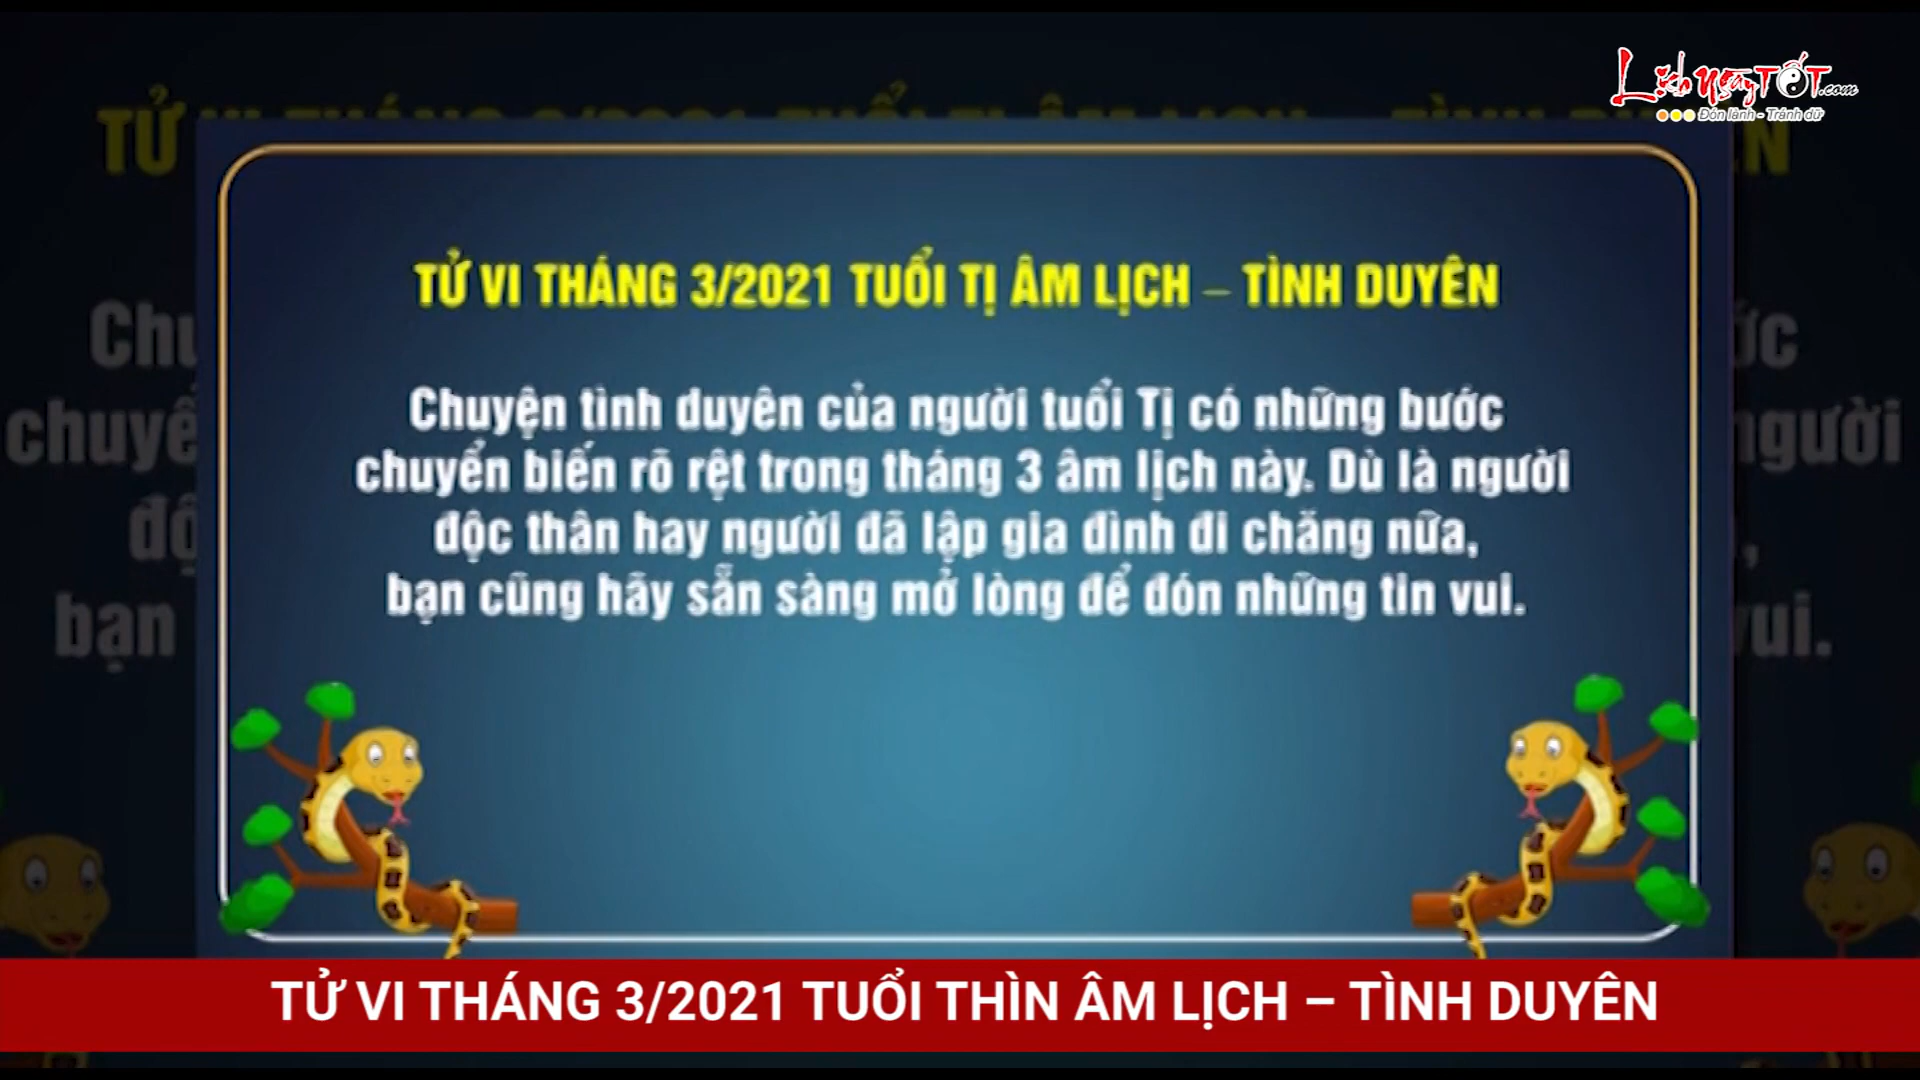 LịchngàyTỐT.com
Đón lành - Tránh dữ
TỬ VI THÁNG 3/2021 TUỔI TỊ ÂM LỊCH – TÌNH DUYÊN
Chuyện tình duyên của người tuổi Tị có những bước
chuyển biến rõ rệt trong tháng 3 âm lịch này. Dù là người
độc thân hay người đã lập gia đình đi chăng nữa,
bạn cũng hãy sẵn sàng mở lòng để đón những tin vui.
TỬ VI THÁNG 3/2021 TUỔI THÌN ÂM LỊCH – TÌNH DUYÊN